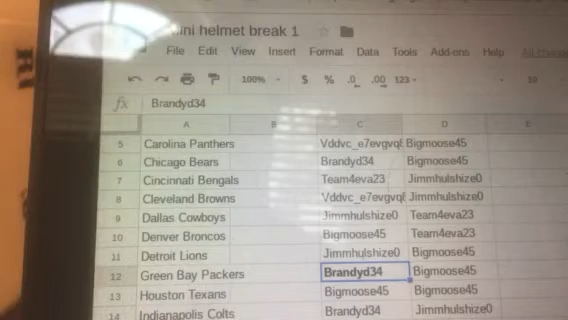 ini helmet break 1
File Edit View Insert Format Data Tools Add-ons Help
100% $ % .0 .00 123 10
fx Brandyd34
A B C D E
5 Carolina Panthers Vddvc_e7evgvq Bigmoose45
6 Chicago Bears Brandyd34 Bigmoose45
7 Cincinnati Bengals Team4eva23 Jimmhulshize0
8 Cleveland Browns Vddvc_e7evgvq Jimmhulshize0
9 Dallas Cowboys Jimmhulshize0 Team4eva23
10 Denver Broncos Bigmoose45 Team4eva23
11 Detroit Lions Jimmhulshize0 Bigmoose45
12 Green Bay Packers Brandyd34 Bigmoose45
13 Houston Texans Bigmoose45 Bigmoose45
14 Indianapolis Colts Brandyd34 Jimmhulshize0